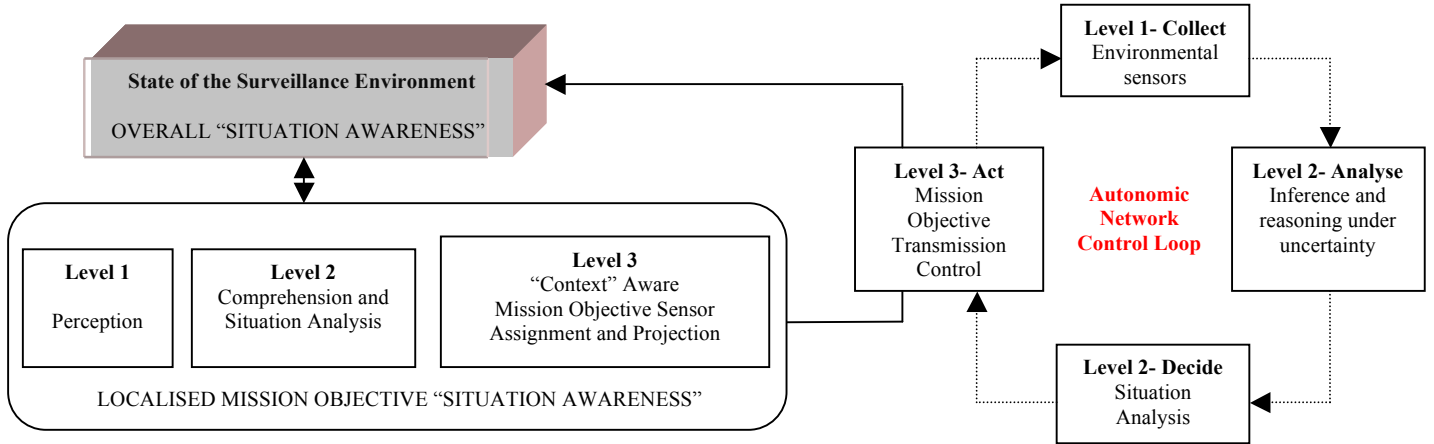 State of the Surveillance Environment
OVERALL “SITUATION AWARENESS”
Level 1
Perception
Level 2
Comprehension and
Situation Analysis
Level 3
“Context” Aware
Mission Objective Sensor
Assignment and Projection
LOCALISED MISSION OBJECTIVE “SITUATION AWARENESS”
Level 1- Collect
Environmental
sensors
Level 3- Act
Mission
Objective
Transmission
Control
Autonomic
Network
Control Loop
Level 2- Analyse
Inference and
reasoning under
uncertainty
Level 2- Decide
Situation
Analysis